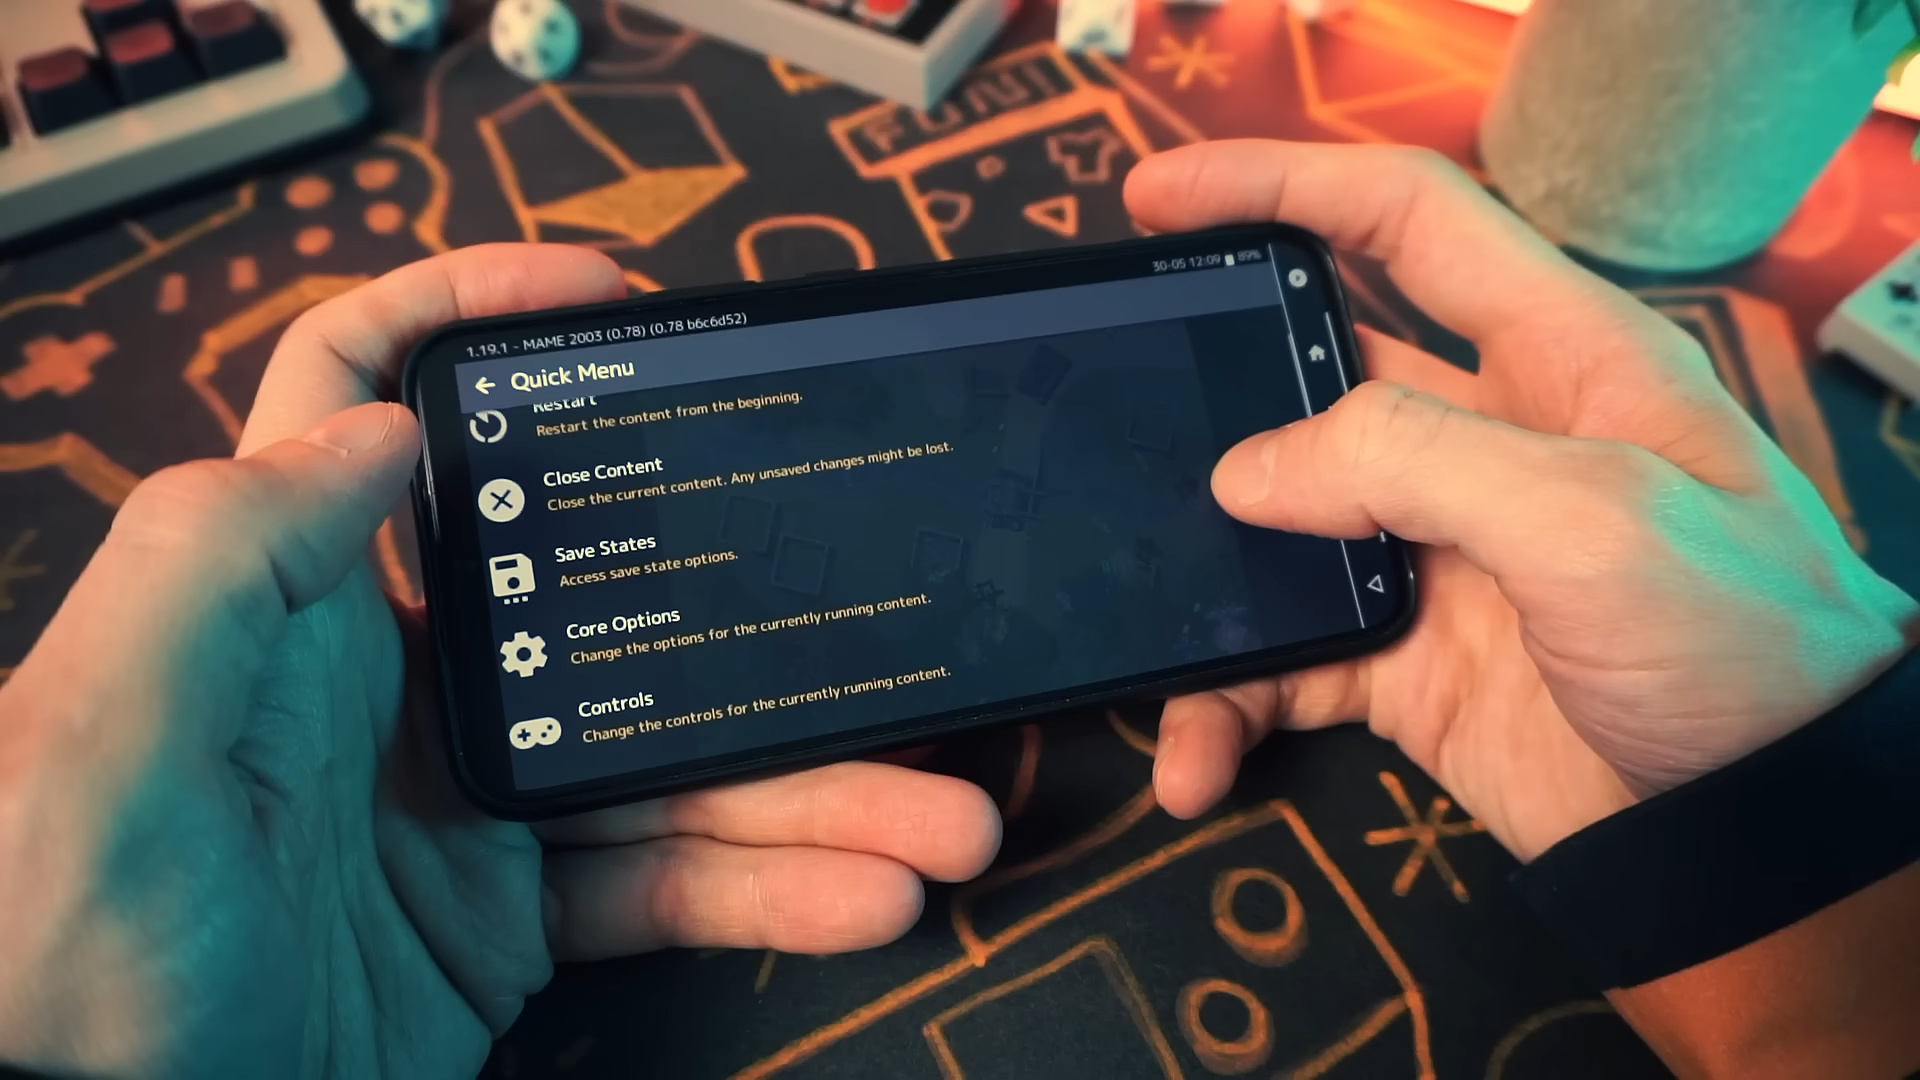 FUN!
30-05 12:09 89%
1.19.1 - MAME 2003 (0.78) (0.78 b6c6d52)
Quick Menu
Restart
Restart the content from the beginning.
Close Content
Close the current content. Any unsaved changes might be lost.
Save States
Access save state options.
Core Options
Change the options for the currently running content.
Controls
Change the controls for the currently running content.